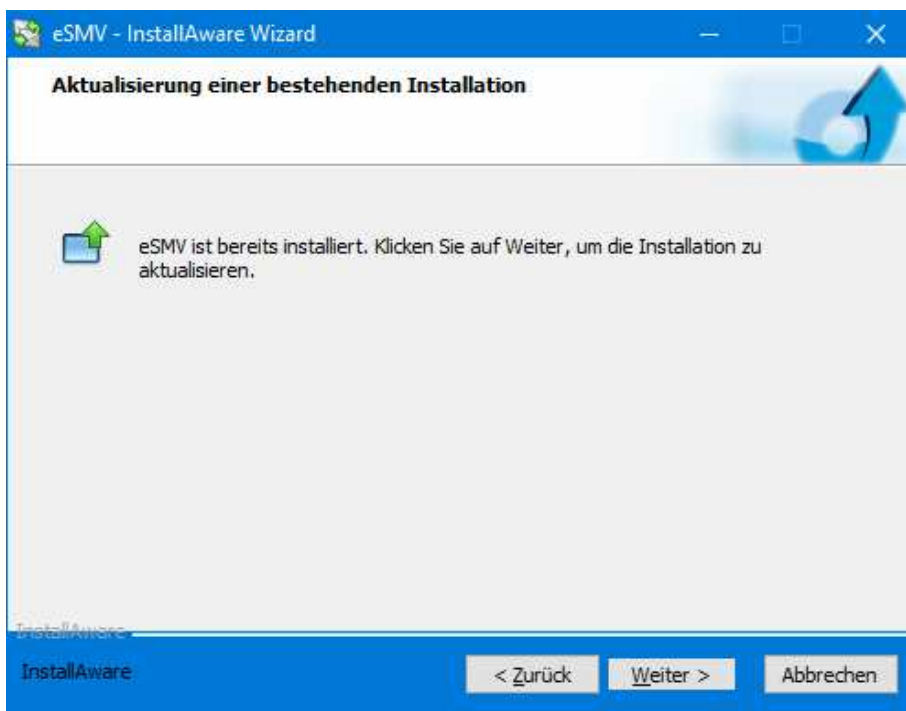 eSMV - InstallAware Wizard
Aktualisierung einer bestehenden Installation
eSMV ist bereits installiert. Klicken Sie auf Weiter, um die Installation zu
aktualisieren.
InstallAware
InstallAware
< Zurück Weiter > Abbrechen